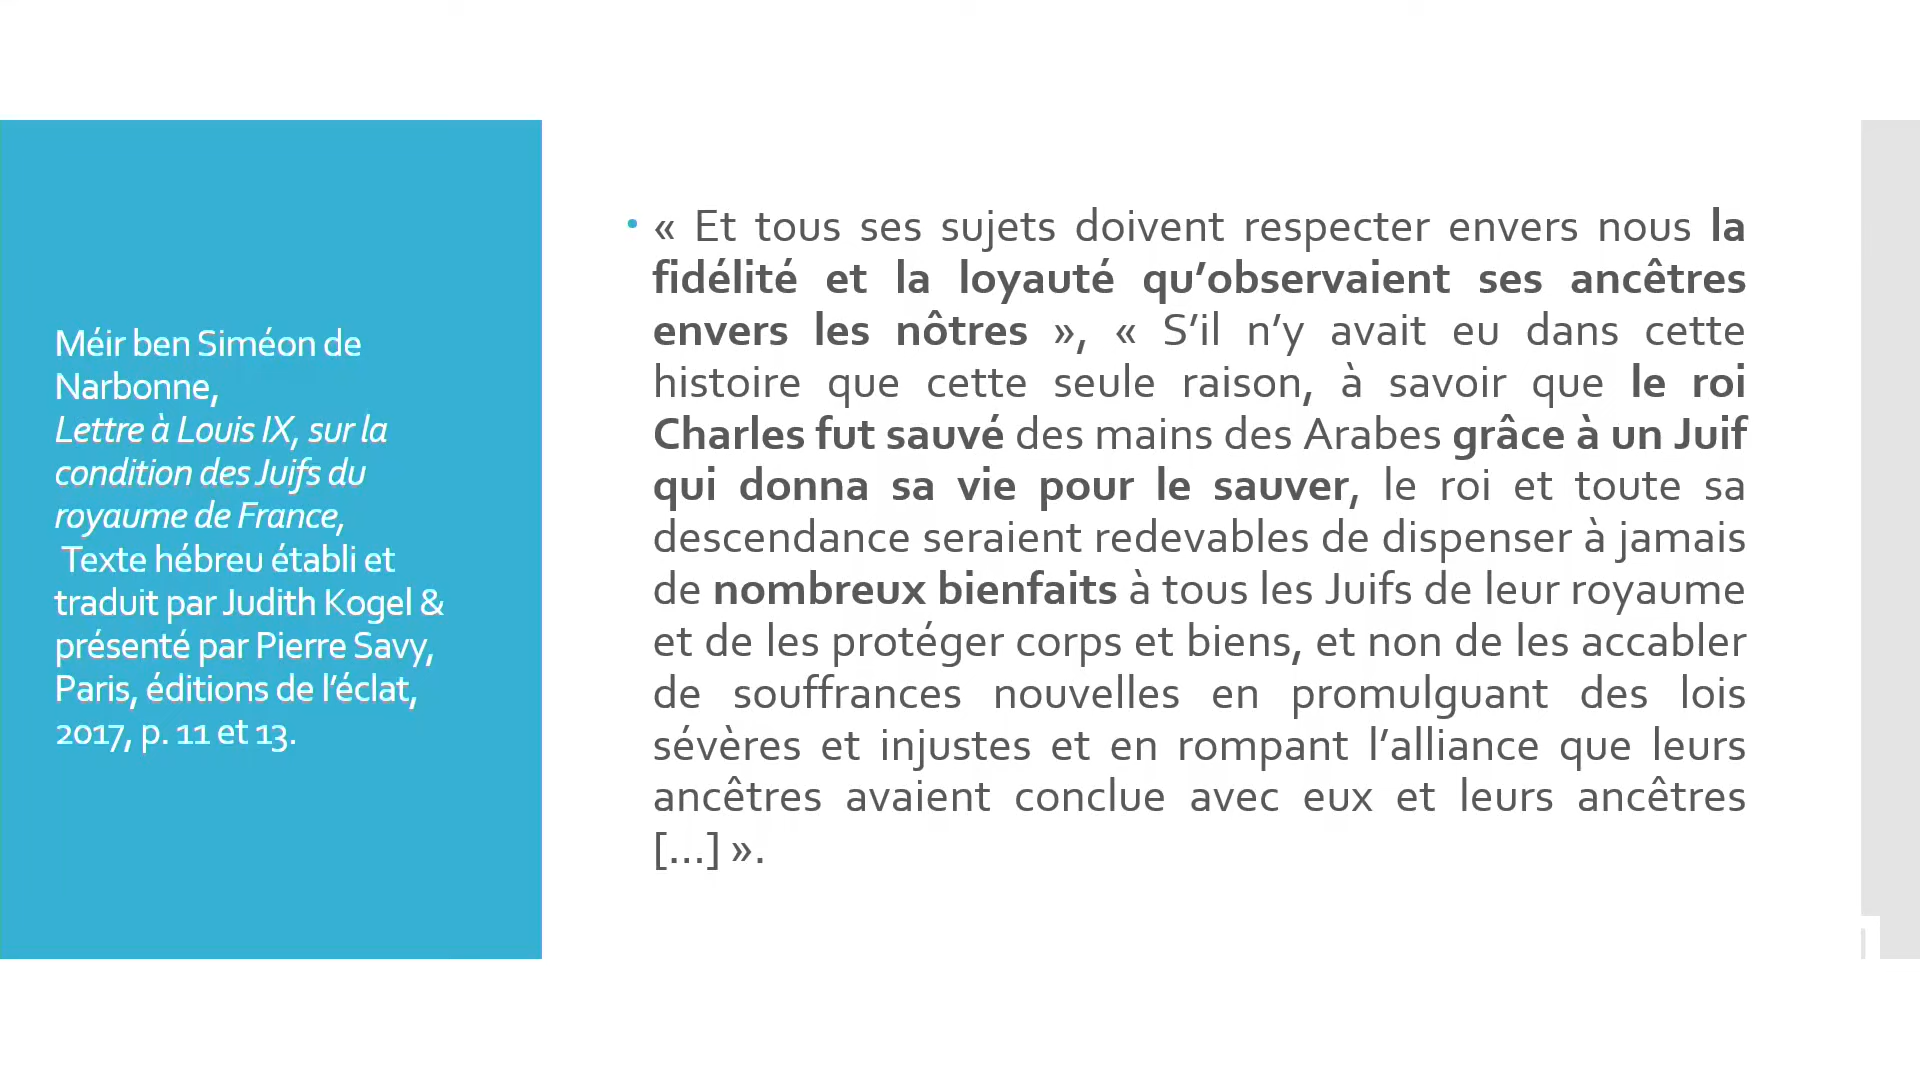 Méir ben Siméon de
Narbonne,
Lettre à Louis IX, sur la
condition des Juifs du
royaume de France,
Texte hébreu établi et
traduit par Judith Kogel &
présenté par Pierre Savy,
Paris, éditions de l’éclat,
2017, p. 11 et 13.
• « Et tous ses sujets doivent respecter envers nous la
fidélité et la loyauté qu’observaient ses ancêtres
envers les nôtres », « S’il n’y avait eu dans cette
histoire que cette seule raison, à savoir que le roi
Charles fut sauvé des mains des Arabes grâce à un Juif
qui donna sa vie pour le sauver, le roi et toute sa
descendance seraient redevables de dispenser à jamais
de nombreux bienfaits à tous les Juifs de leur royaume
et de les protéger corps et biens, et non de les accabler
de souffrances nouvelles en promulguant des lois
sévères et injustes et en rompant l’alliance que leurs
ancêtres avaient conclue avec eux et leurs ancêtres
[...] ».